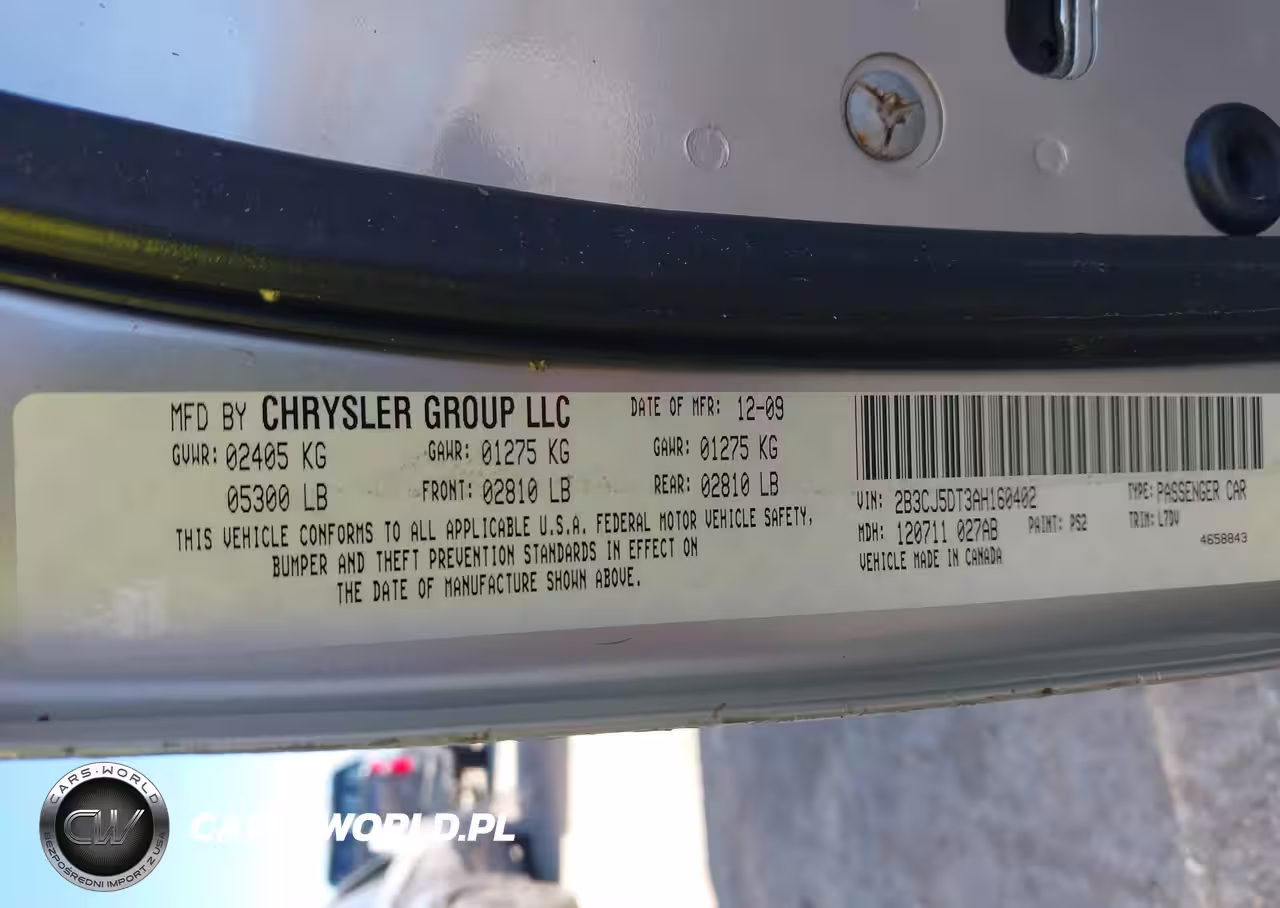 MFD BY CHRYSLER GROUP LLC DATE OF MFR: 12-09
GVWR: 02405 KG GAWR: 01275 KG GAWR: 01275 KG
05300 LB FRONT: 02810 LB REAR: 02810 LB
THIS VEHICLE CONFORMS TO ALL APPLICABLE U.S.A. FEDERAL MOTOR VEHICLE SAFETY,
BUMPER AND THEFT PREVENTION STANDARDS IN EFFECT ON
THE DATE OF MANUFACTURE SHOWN ABOVE.
VIN: 2B3CJ5DT3AH160402 TYPE: PASSENGER CAR
MDH: 120711 027AB PAINT: PS2 TRIM: L7DV
VEHICLE MADE IN CANADA 4658843
CARS-WORLD
CW
BEZPOŚREDNI IMPORT Z USA
CARS-WORLD.PL